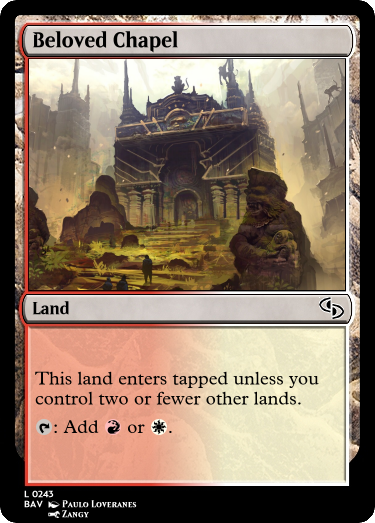 Beloved Chapel
Land
This land enters tapped unless you
control two or fewer other lands.
: Add or .
L 0243
BAV Paulo Loveranes
Zangy